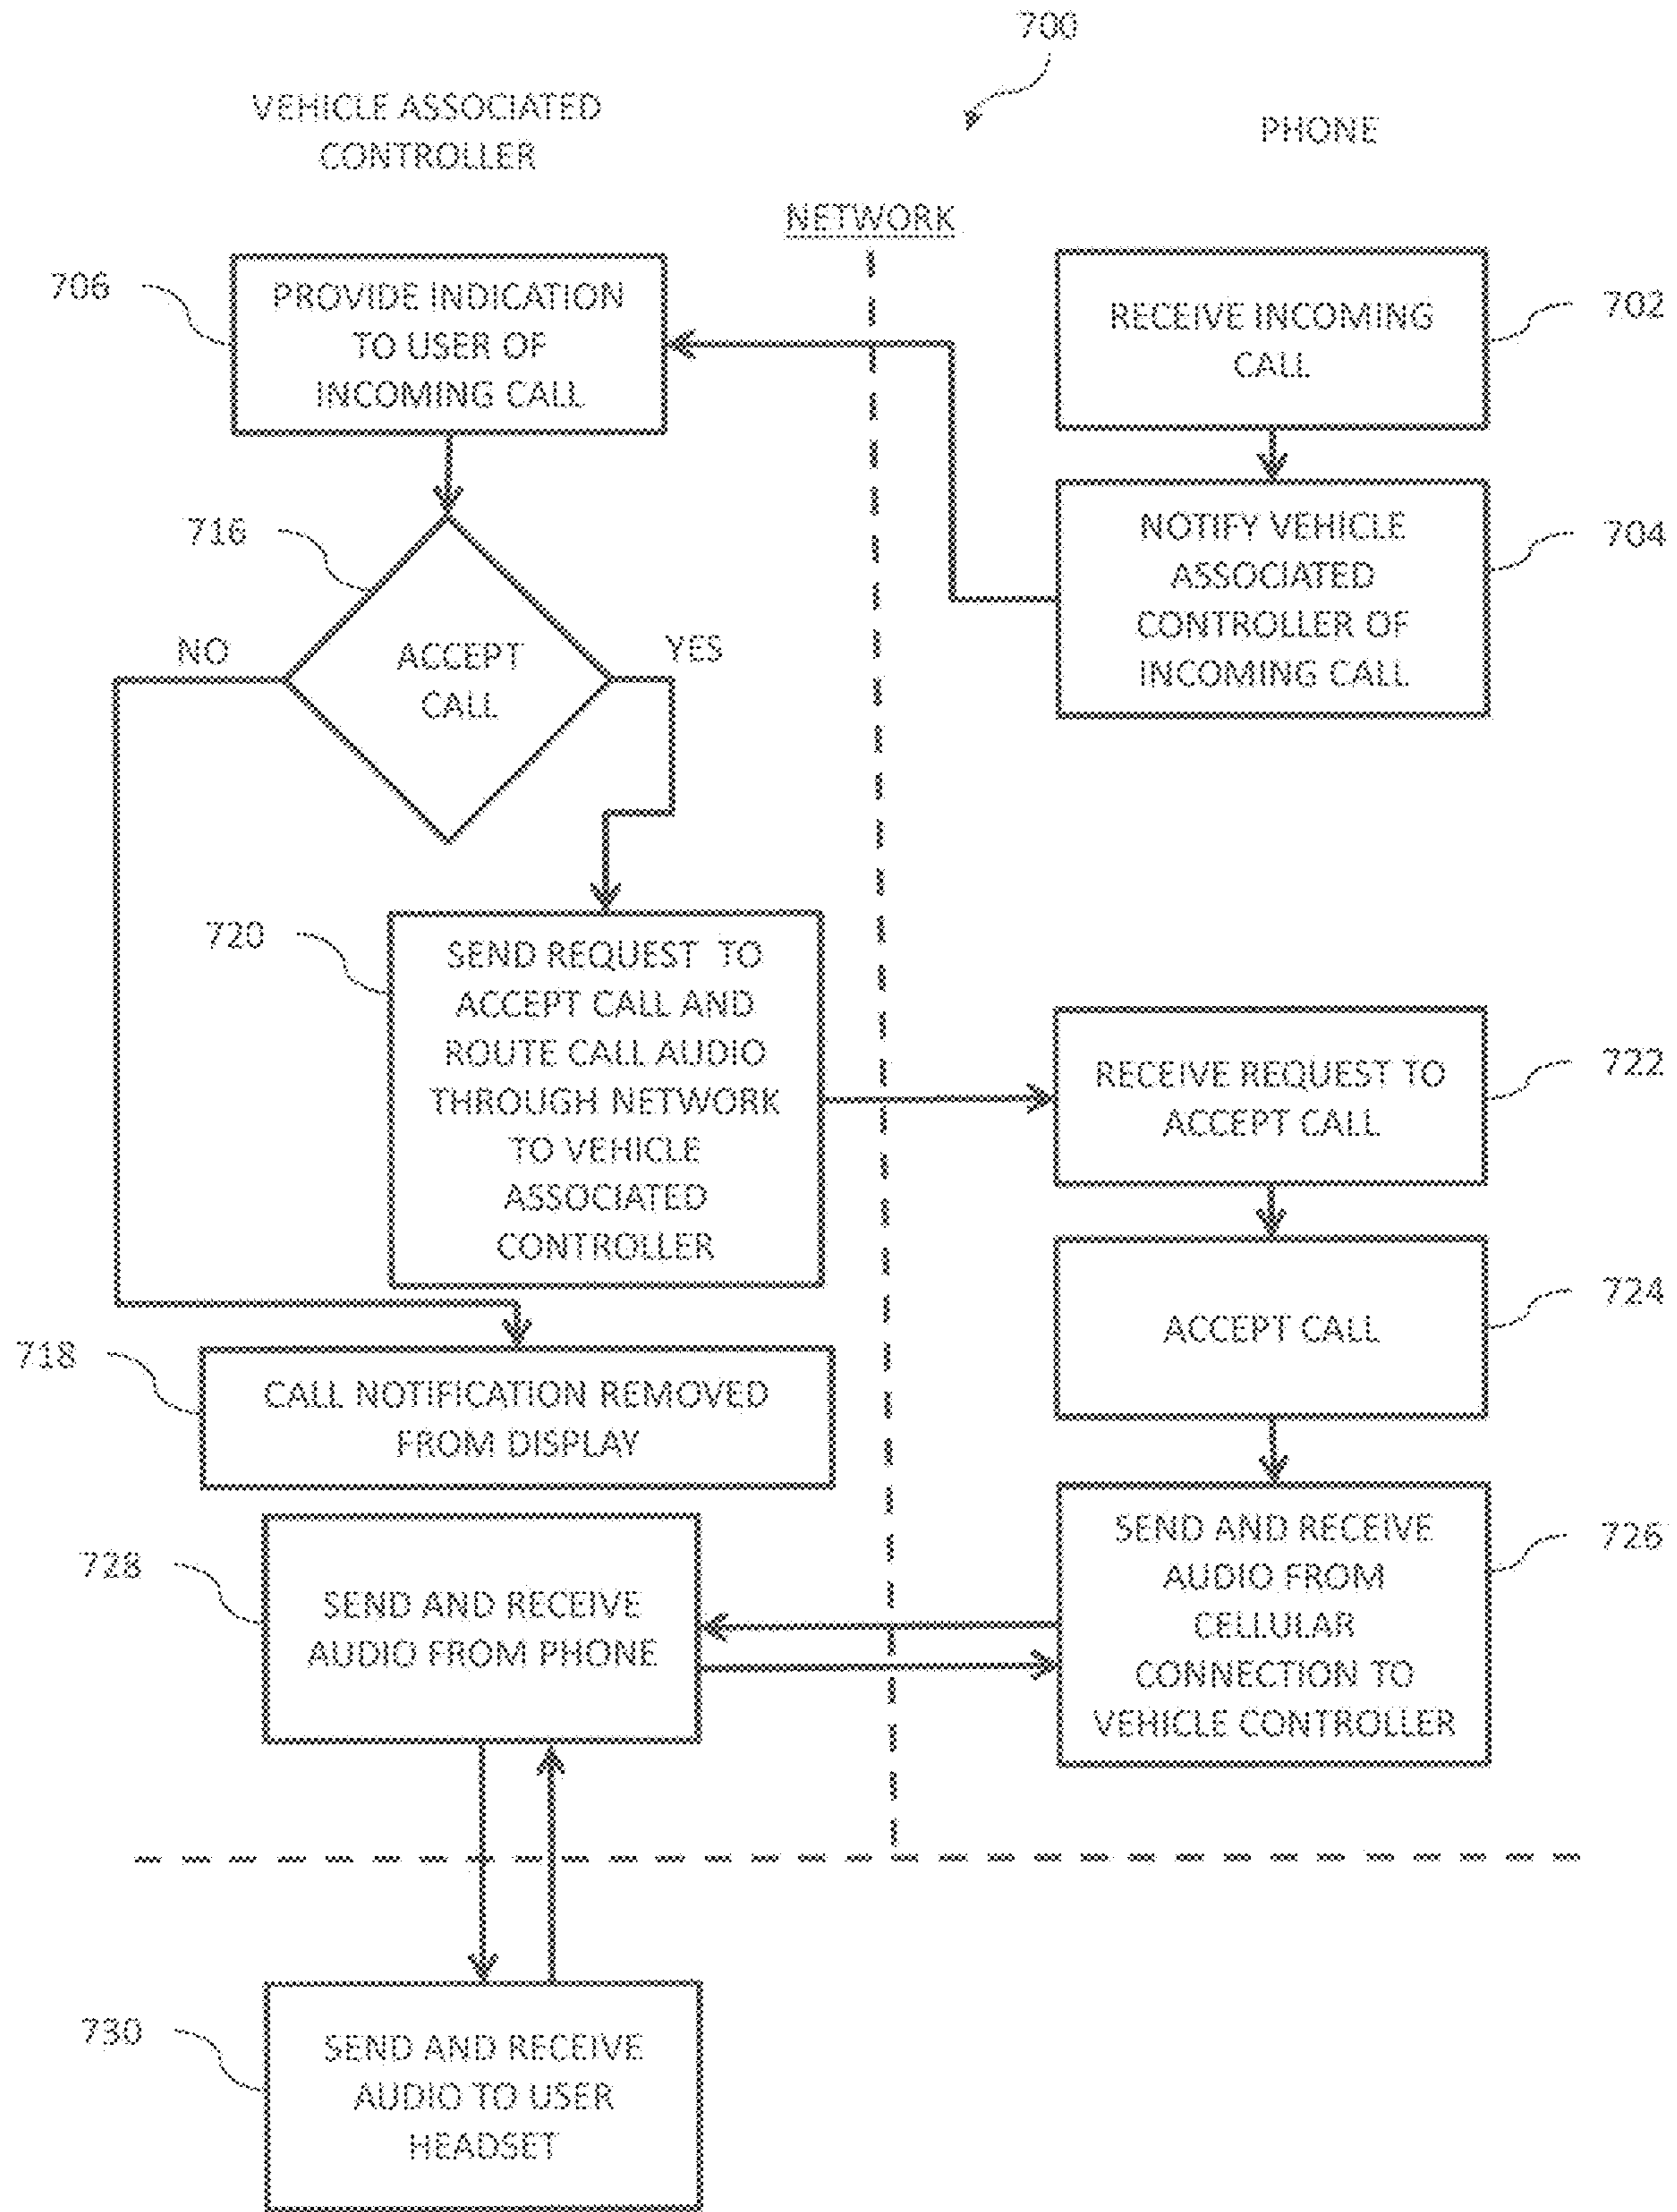 700
VEHICLE ASSOCIATED
CONTROLLER
PHONE
NETWORK
706
PROVIDE INDICATION
TO USER OF
INCOMING CALL
RECEIVE INCOMING
CALL
702
716
ACCEPT
CALL
NO
YES
NOTIFY VEHICLE
ASSOCIATED
CONTROLLER OF
INCOMING CALL
704
720
SEND REQUEST TO
ACCEPT CALL AND
ROUTE CALL AUDIO
THROUGH NETWORK
TO VEHICLE
ASSOCIATED
CONTROLLER
RECEIVE REQUEST TO
ACCEPT CALL
722
ACCEPT CALL
724
718
CALL NOTIFICATION REMOVED
FROM DISPLAY
728
SEND AND RECEIVE
AUDIO FROM PHONE
SEND AND RECEIVE
AUDIO FROM
CELLULAR
CONNECTION TO
VEHICLE CONTROLLER
726
730
SEND AND RECEIVE
AUDIO TO USER
HEADSET